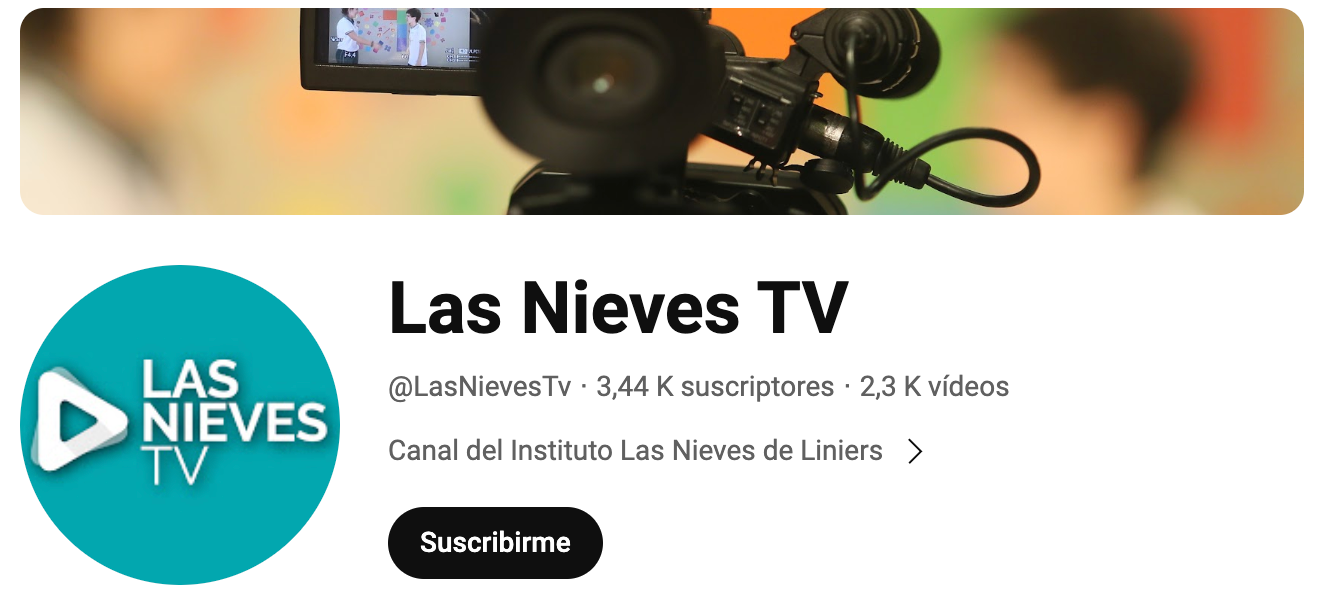 LAS
NIEVES
TV
Las Nieves TV
@LasNievesTv · 3,44 K suscriptores · 2,3 K vídeos
Canal del Instituto Las Nieves de Liniers
Suscribirme